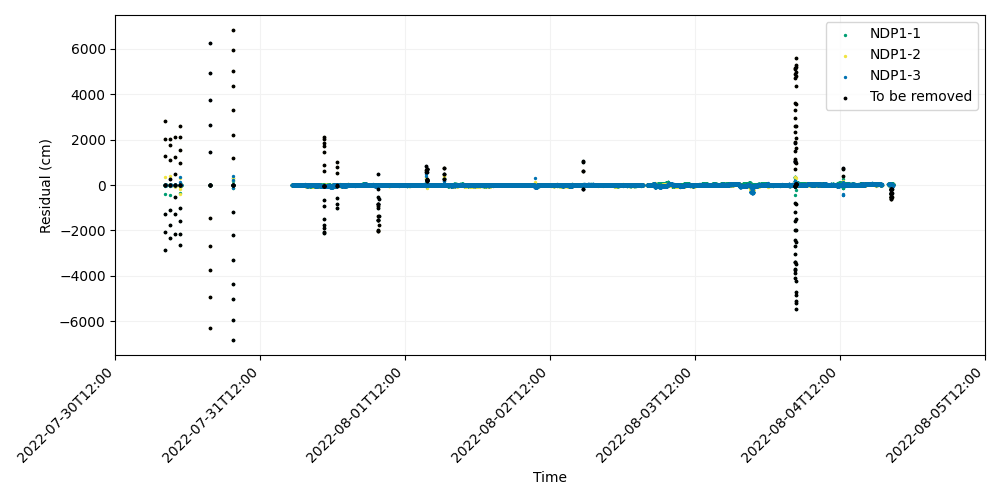 NDP1-1
NDP1-2
NDP1-3
To be removed
Residual (cm)
6000
4000
2000
0
−2000
−4000
−6000
2022-07-30T12:00
2022-07-31T12:00
2022-08-01T12:00
2022-08-02T12:00
2022-08-03T12:00
2022-08-04T12:00
2022-08-05T12:00
Time